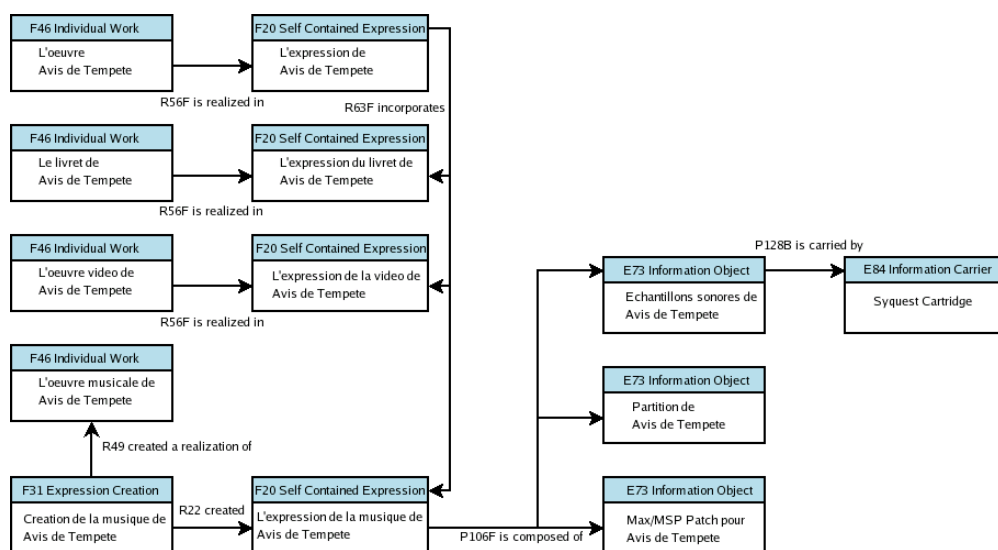 F46 Individual Work
L'oeuvre
Avis de Tempete
F20 Self Contained Expression
L'expression de
Avis de Tempete
R56F is realized in
R63F incorporates
F46 Individual Work
Le livret de
Avis de Tempete
F20 Self Contained Expression
L'expression du livret de
Avis de Tempete
R56F is realized in
F46 Individual Work
L'oeuvre video de
Avis de Tempete
F20 Self Contained Expression
L'expression de la video de
Avis de Tempete
R56F is realized in
E73 Information Object
Echantillons sonores de
Avis de Tempete
P128B is carried by
E84 Information Carrier
Syquest Cartridge
F46 Individual Work
L'oeuvre musicale de
Avis de Tempete
E73 Information Object
Partition de
Avis de Tempete
R49 created a realization of
F31 Expression Creation
Creation de la musique de
Avis de Tempete
R22 created
F20 Self Contained Expression
L'expression de la musique de
Avis de Tempete
P106F is composed of
E73 Information Object
Max/MSP Patch pour
Avis de Tempete